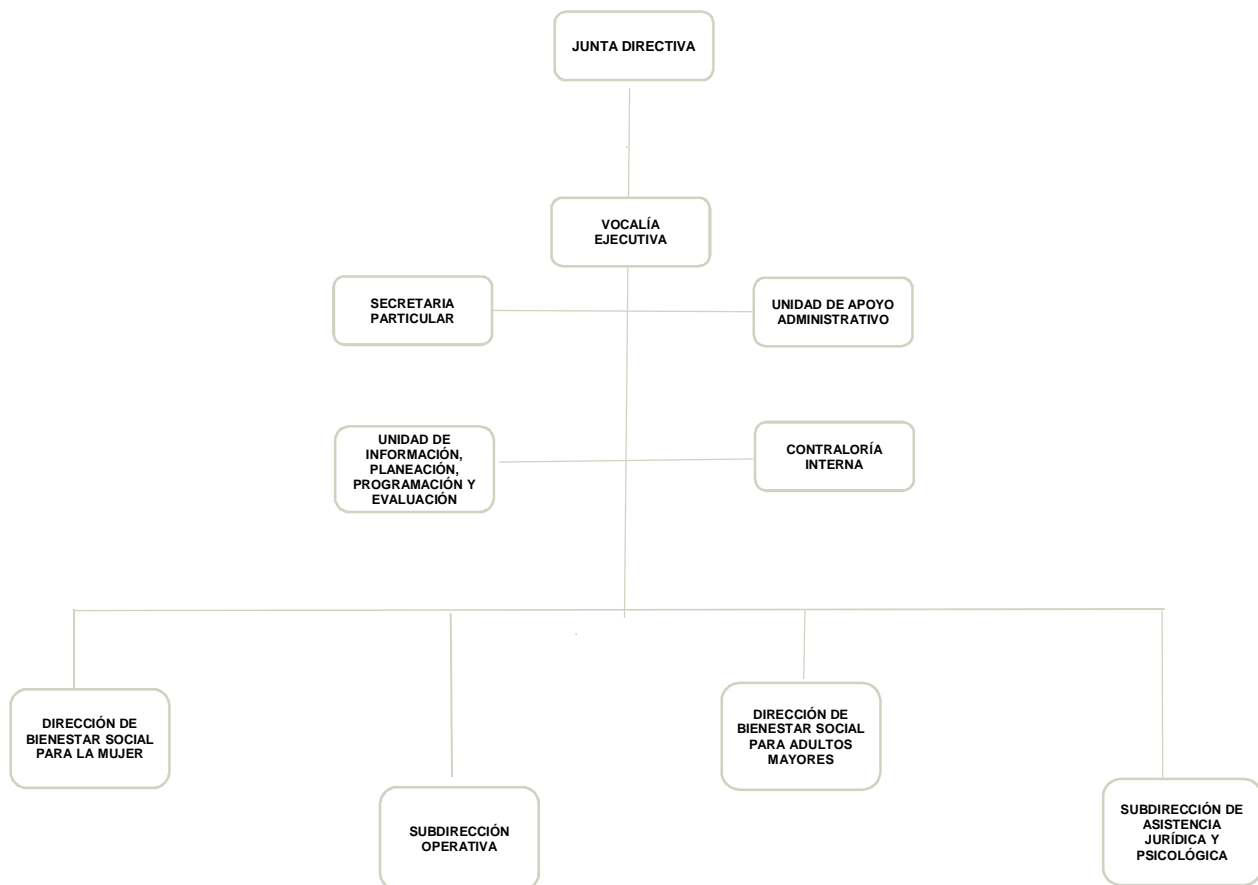 JUNTA DIRECTIVA
VOCALÍA
EJECUTIVA
SECRETARIA
PARTICULAR
UNIDAD DE APOYO
ADMINISTRATIVO
UNIDAD DE
INFORMACIÓN,
PLANEACIÓN,
PROGRAMACIÓN Y
EVALUACIÓN
CONTRALORÍA
INTERNA
DIRECCIÓN DE
BIENESTAR SOCIAL
PARA LA MUJER
SUBDIRECCIÓN
OPERATIVA
DIRECCIÓN DE
BIENESTAR SOCIAL
PARA ADULTOS
MAYORES
SUBDIRECCIÓN DE
ASISTENCIA
JURÍDICA Y
PSICOLÓGICA